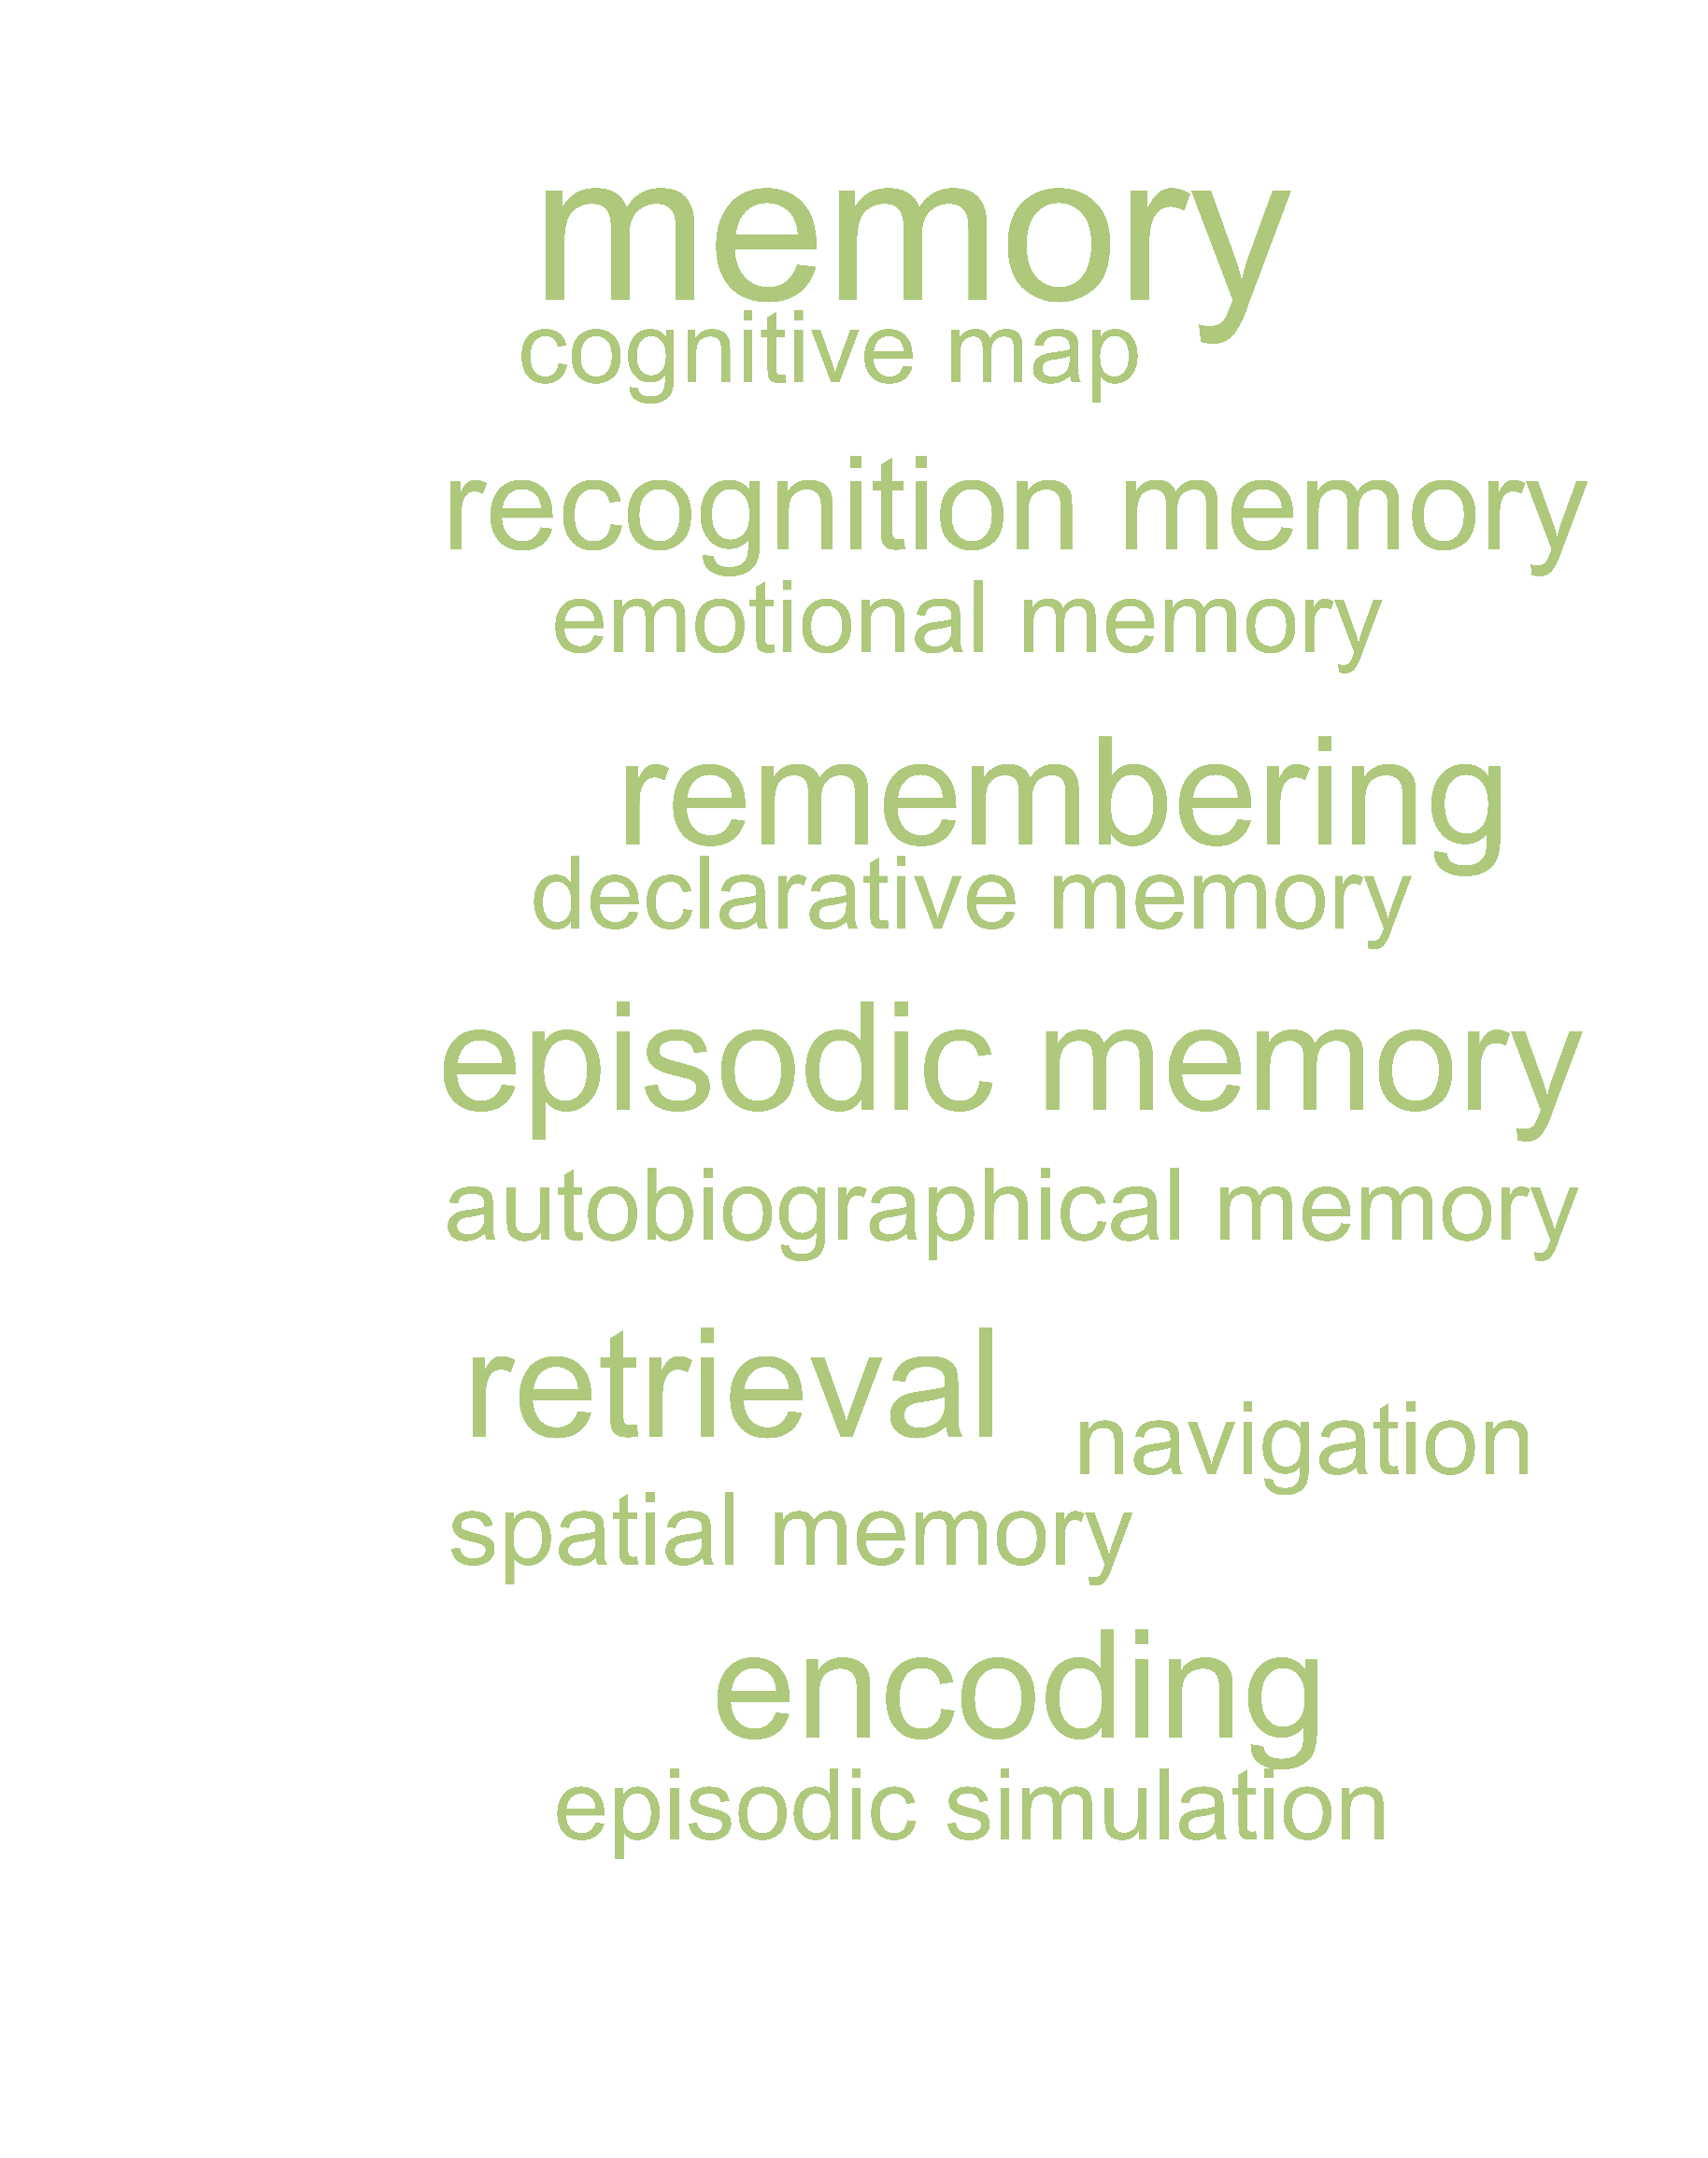 memory
cognitive map
recognition memory
emotional memory
remembering
declarative memory
episodic memory
autobiographical memory
retrieval
navigation
spatial memory
encoding
episodic simulation